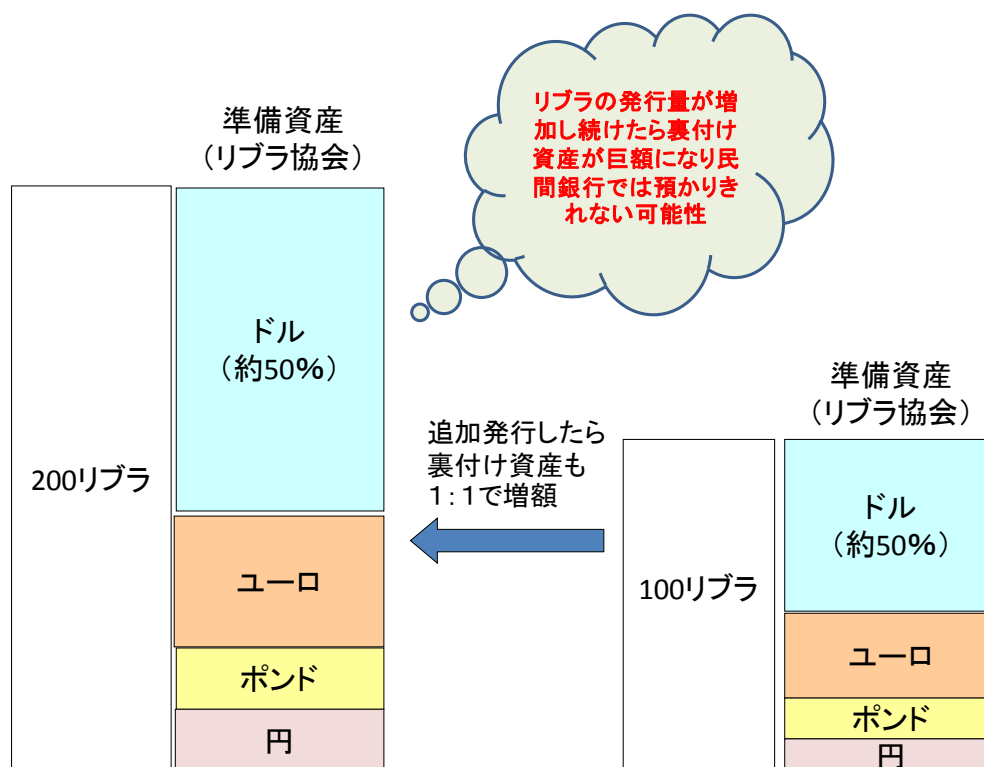 リブラの発行量が増
加し続けたら裏付け
資産が巨額になり民
間銀行では預かりき
れない可能性
準備資産
（リブラ協会）
ドル
（約50％）
200リブラ
ユーロ
ポンド
円
追加発行したら
裏付け資産も
１：１で増額
準備資産
（リブラ協会）
ドル
（約50％）
100リブラ
ユーロ
ポンド
円